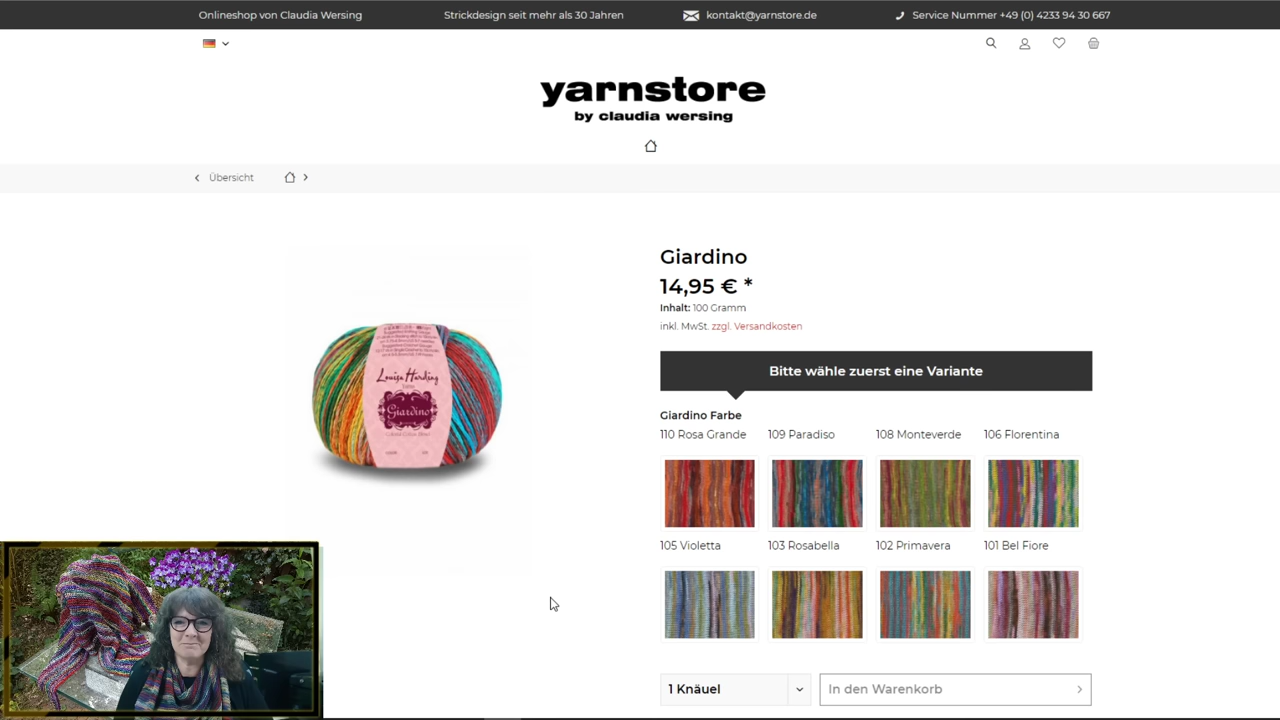 Onlineshop von Claudia Wersing
Strickdesign seit mehr als 30 Jahren
kontakt@yarnstore.de
Service Nummer +49 (0) 4233 94 30 667
yarnstore
by claudia wersing
Übersicht
Louisa Harding
Giardino
Giardino
14,95 € *
Inhalt: 100 Gramm
inkl. MwSt. zzgl. Versandkosten
Bitte wähle zuerst eine Variante
Giardino Farbe
110 Rosa Grande
109 Paradiso
108 Monteverde
106 Florentina
105 Violetta
103 Rosabella
102 Primavera
101 Bel Fiore
1 Knäuel
In den Warenkorb